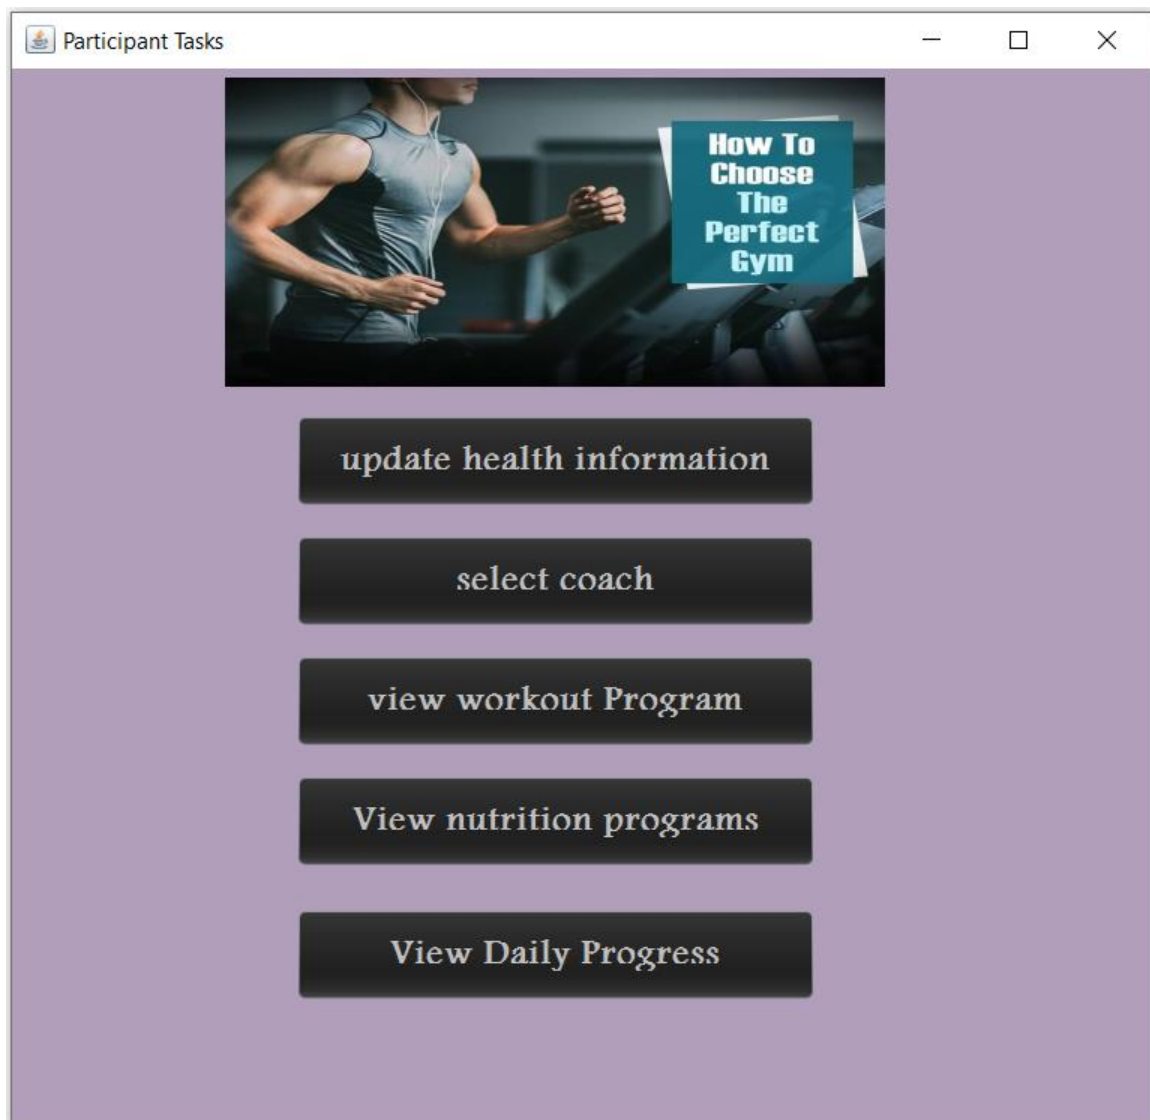 Participant Tasks
How To
Choose
The
Perfect
Gym
update health information
select coach
view workout Program
View nutrition programs
View Daily Progress